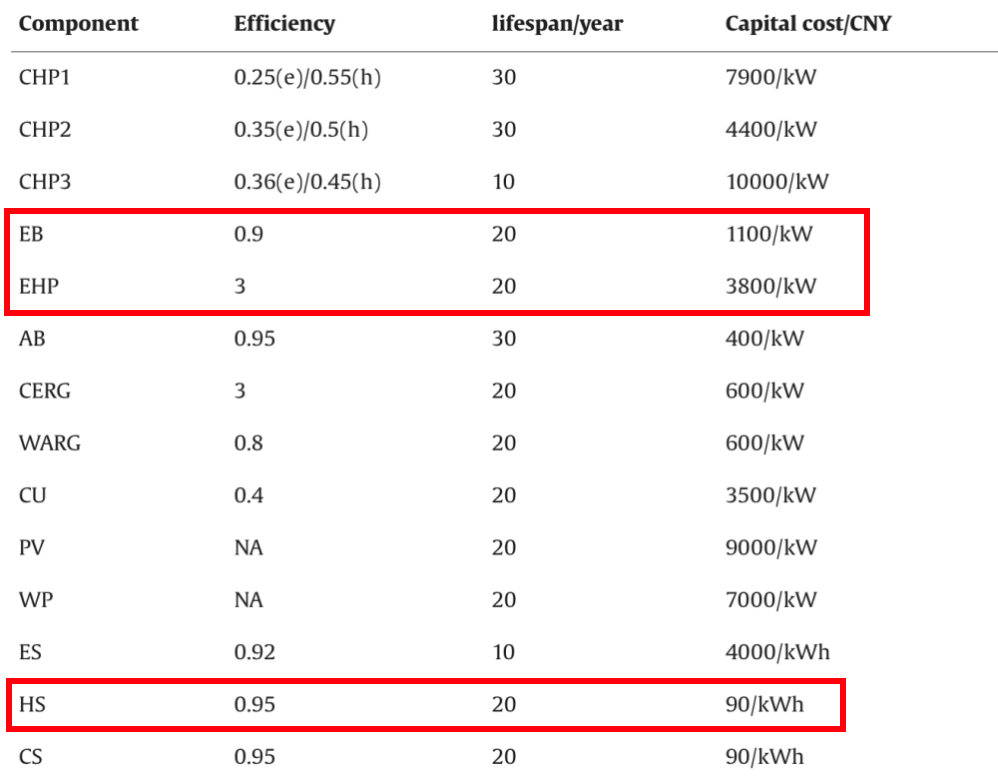 Component Efficiency lifespan/year Capital cost/CNY
CHP1 0.25(e)/0.55(h) 30 7900/kW
CHP2 0.35(e)/0.5(h) 30 4400/kW
CHP3 0.36(e)/0.45(h) 10 10000/kW
EB 0.9 20 1100/kW
EHP 3 20 3800/kW
AB 0.95 30 400/kW
CERG 3 20 600/kW
WARG 0.8 20 600/kW
CU 0.4 20 3500/kW
PV NA 20 9000/kW
WP NA 20 7000/kW
ES 0.92 10 4000/kWh
HS 0.95 20 90/kWh
CS 0.95 20 90/kWh